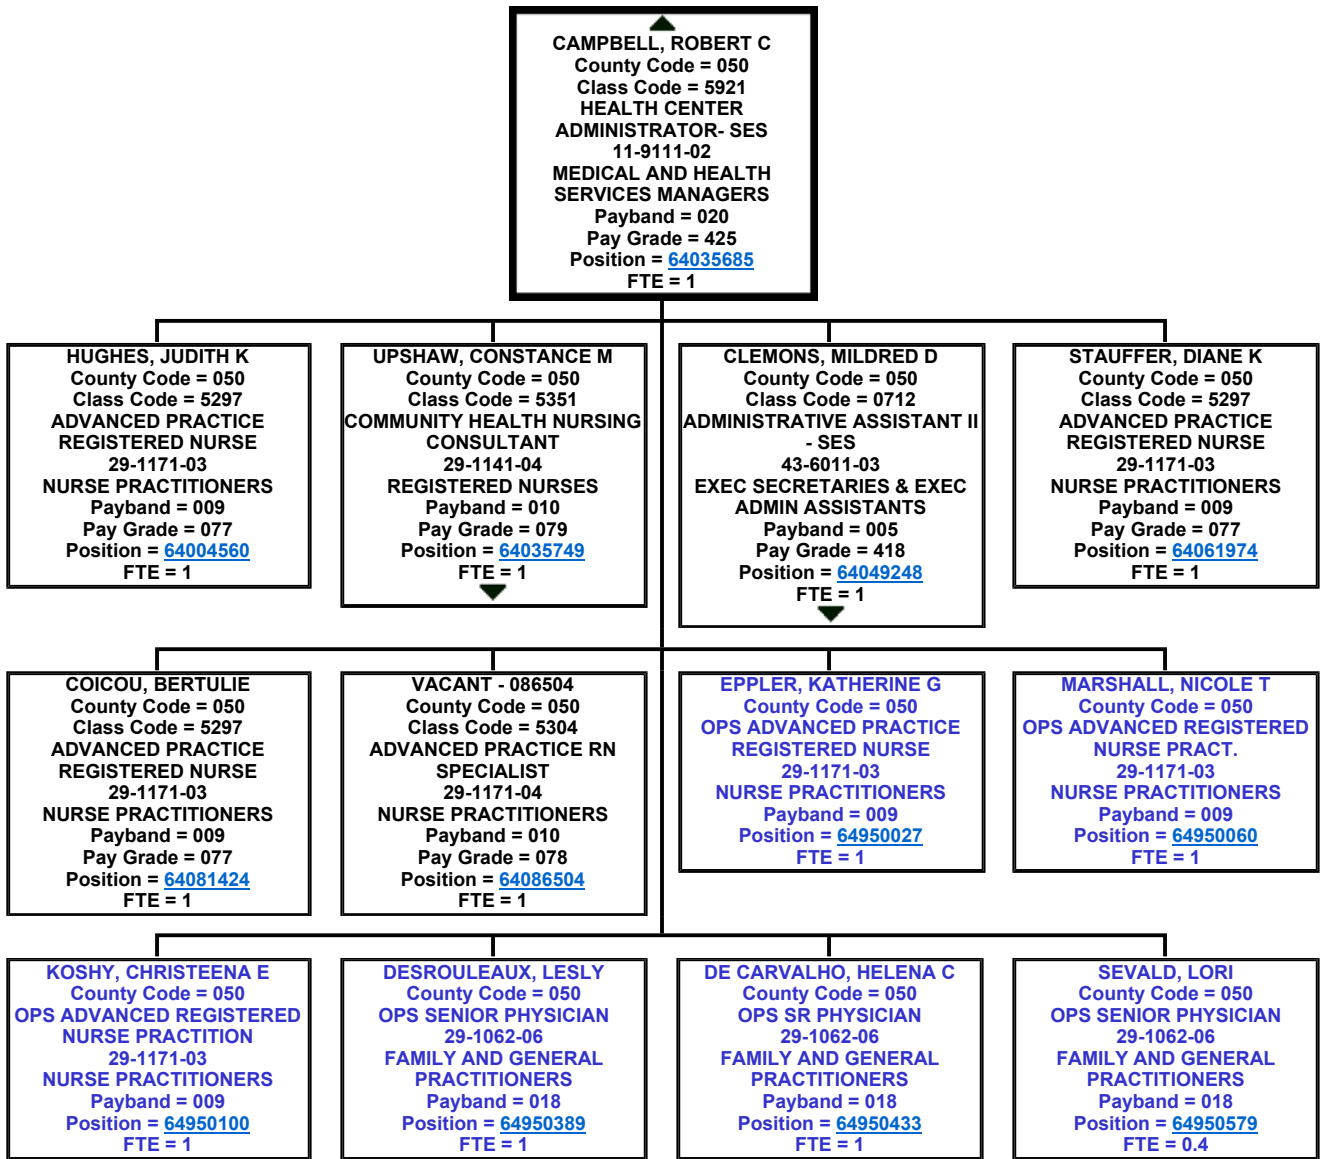 CAMPBELL, ROBERT C
County Code = 050
Class Code = 5921
HEALTH CENTER
ADMINISTRATOR- SES
11-9111-02
MEDICAL AND HEALTH
SERVICES MANAGERS
Payband = 020
Pay Grade = 425
Position = 64035685
FTE = 1
HUGHES, JUDITH K
County Code = 050
Class Code = 5297
ADVANCED PRACTICE
REGISTERED NURSE
29-1171-03
NURSE PRACTITIONERS
Payband = 009
Pay Grade = 077
Position = 64004560
FTE = 1
UPSHAW, CONSTANCE M
County Code = 050
Class Code = 5351
COMMUNITY HEALTH NURSING
CONSULTANT
29-1141-04
REGISTERED NURSES
Payband = 010
Pay Grade = 079
Position = 64035749
FTE = 1
CLEMONS, MILDRED D
County Code = 050
Class Code = 0712
ADMINISTRATIVE ASSISTANT II
- SES
43-6011-03
EXEC SECRETARIES & EXEC
ADMIN ASSISTANTS
Payband = 005
Pay Grade = 418
Position = 64049248
FTE = 1
STAUFFER, DIANE K
County Code = 050
Class Code = 5297
ADVANCED PRACTICE
REGISTERED NURSE
29-1171-03
NURSE PRACTITIONERS
Payband = 009
Pay Grade = 077
Position = 64061974
FTE = 1
COICOU, BERTULIE
County Code = 050
Class Code = 5297
ADVANCED PRACTICE
REGISTERED NURSE
29-1171-03
NURSE PRACTITIONERS
Payband = 009
Pay Grade = 077
Position = 64081424
FTE = 1
VACANT - 086504
County Code = 050
Class Code = 5304
ADVANCED PRACTICE RN
SPECIALIST
29-1171-04
NURSE PRACTITIONERS
Payband = 010
Pay Grade = 078
Position = 64086504
FTE = 1
EPPLER, KATHERINE G
County Code = 050
OPS ADVANCED PRACTICE
REGISTERED NURSE
29-1171-03
NURSE PRACTITIONERS
Payband = 009
Position = 64950027
FTE = 1
MARSHALL, NICOLE T
County Code = 050
OPS ADVANCED REGISTERED
NURSE PRACT.
29-1171-03
NURSE PRACTITIONERS
Payband = 009
Position = 64950060
FTE = 1
KOSHY, CHRISTEENA E
County Code = 050
OPS ADVANCED REGISTERED
NURSE PRACTITION
29-1171-03
NURSE PRACTITIONERS
Payband = 009
Position = 64950100
FTE = 1
DESROULEAUX, LESLY
County Code = 050
OPS SENIOR PHYSICIAN
29-1062-06
FAMILY AND GENERAL
PRACTITIONERS
Payband = 018
Position = 64950389
FTE = 1
DE CARVALHO, HELENA C
County Code = 050
OPS SR PHYSICIAN
29-1062-06
FAMILY AND GENERAL
PRACTITIONERS
Payband = 018
Position = 64950433
FTE = 1
SEVALD, LORI
County Code = 050
OPS SENIOR PHYSICIAN
29-1062-06
FAMILY AND GENERAL
PRACTITIONERS
Payband = 018
Position = 64950579
FTE = 0.4